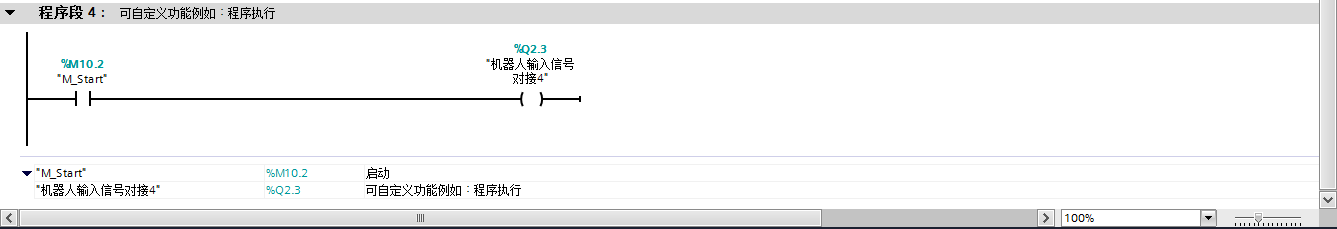 程序段 4： 可自定义功能例如：程序执行
%M10.2
"M_Start"
%Q2.3
"机器人输入信号
对接4"
"M_Start" %M10.2 启动
"机器人输入信号对接4" %Q2.3 可自定义功能例如：程序执行
100%